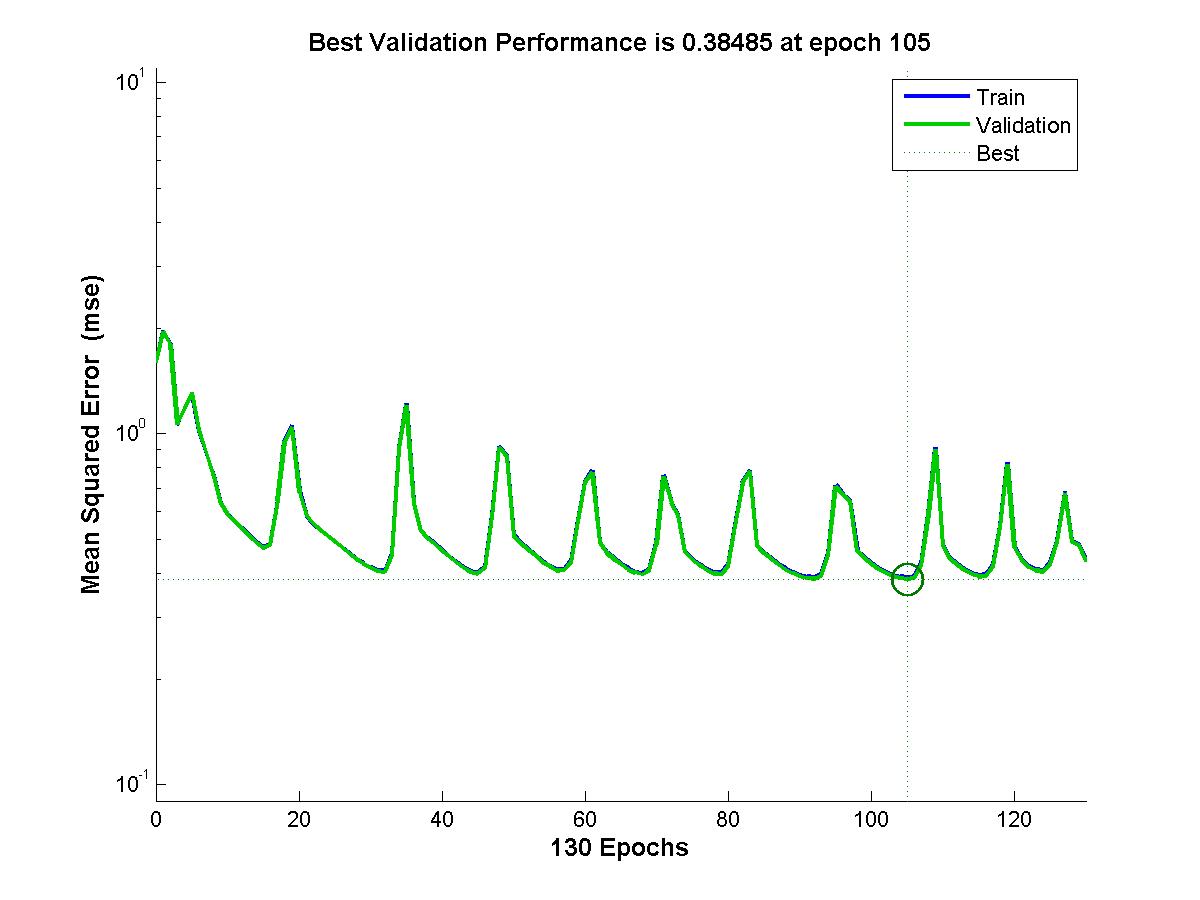 Best Validation Performance is 0.38485 at epoch 105
Train
Validation
Best
Mean Squared Error (mse)
10^1
10^0
10^-1
0 20 40 60 80 100 120
130 Epochs